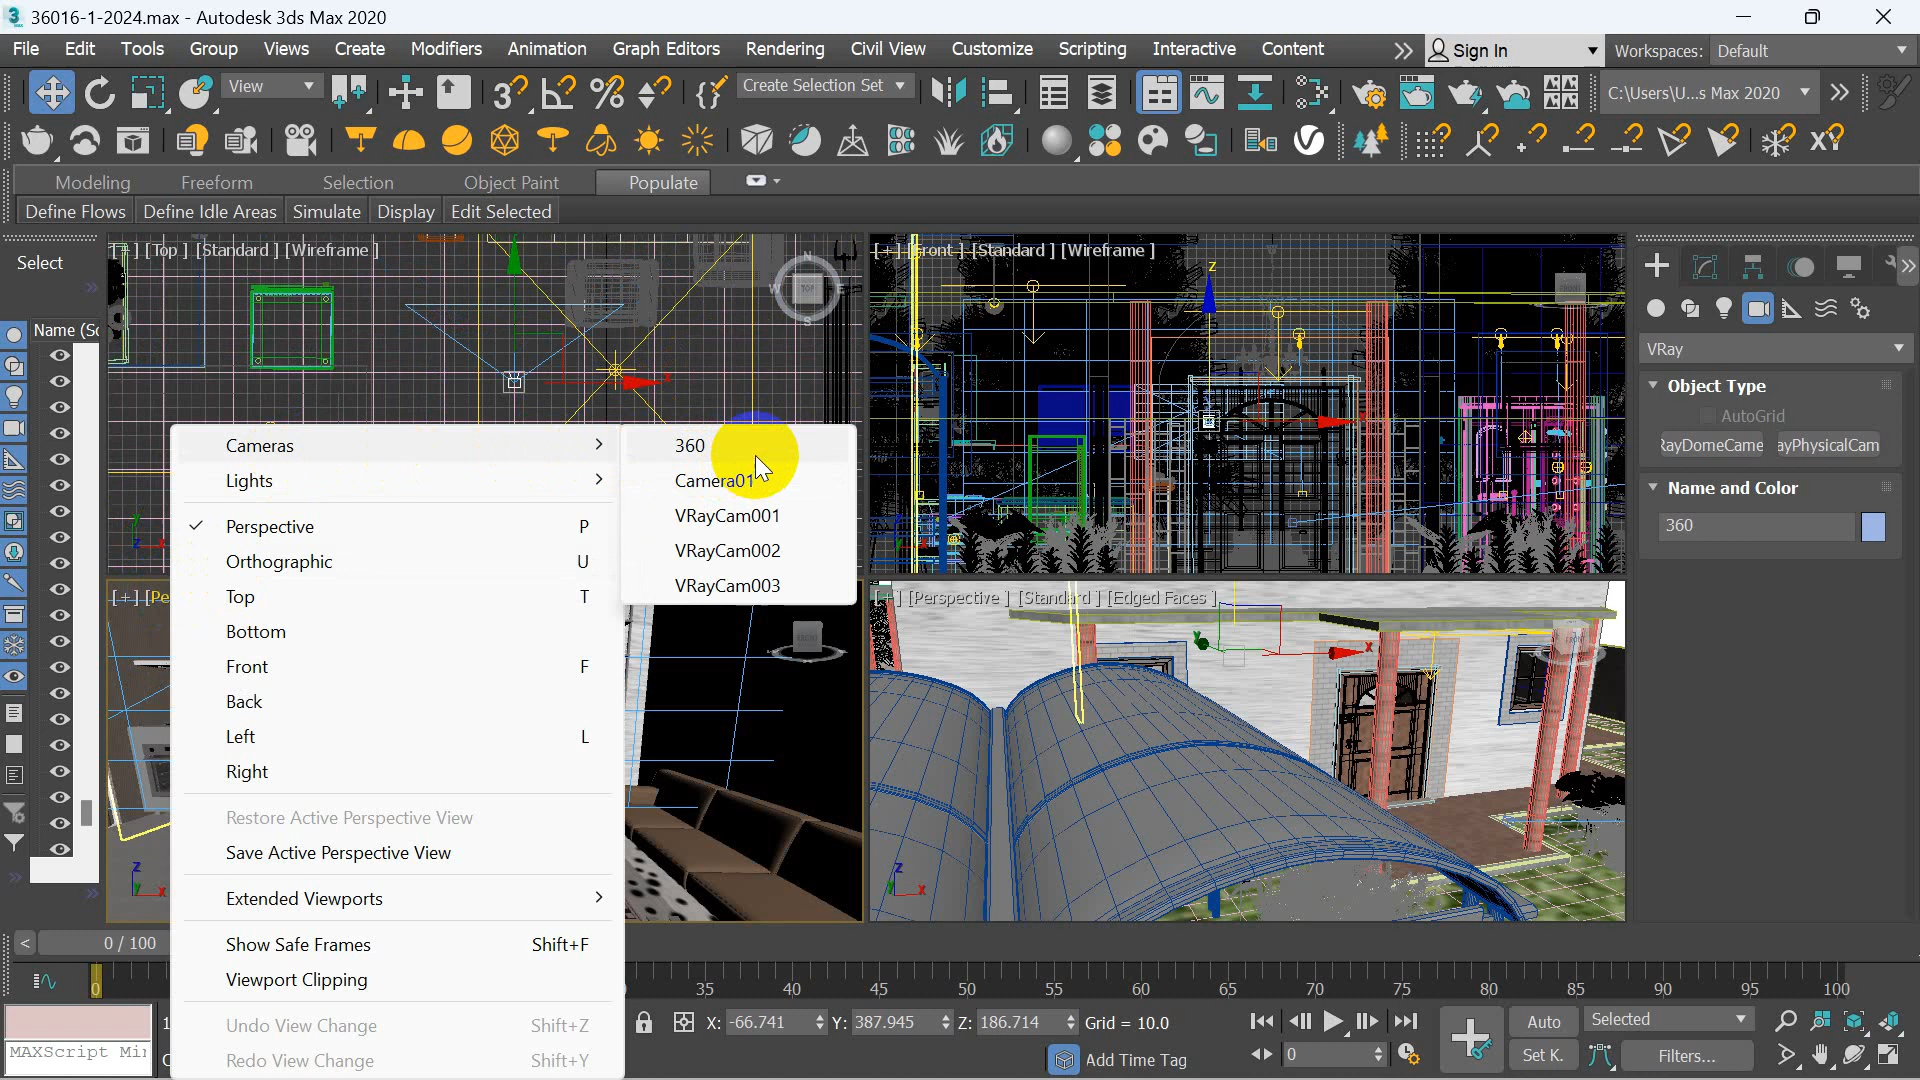 36016-1-2024.max - Autodesk 3ds Max 2020
File Edit Tools Group Views Create Modifiers Animation Graph Editors Rendering Civil View Customize Scripting Interactive Content
Sign In
Workspaces: Default
View
Create Selection Set
C:\Users\U...s Max 2020
Modeling Freeform Selection Object Paint Populate
Define Flows Define Idle Areas Simulate Display Edit Selected
Select
Name (Sc
[Top ] [Standard ] [Wireframe ]
[+] [Front ] [Standard ] [Wireframe ]
[+] [Pe
[Perspective ] [Standard ] [Edged Faces ]
Cameras
Lights
Perspective P
Orthographic U
Top T
Bottom
Front F
Back
Left L
Right
Restore Active Perspective View
Save Active Perspective View
Extended Viewports
Show Safe Frames Shift+F
Viewport Clipping
Undo View Change Shift+Z
Redo View Change Shift+Y
360
Camera01
VRayCam001
VRayCam002
VRayCam003
VRay
Object Type
AutoGrid
RayDomeCame ayPhysicalCam
Name and Color
360
0 / 100
0 35 40 45 50 55 60 65 70 75 80 85 90 95 100
X: -66.741 Y: 387.945 Z: 186.714 Grid = 10.0
Add Time Tag
0
Auto Selected
Set K. Filters...
MAXScript Mi